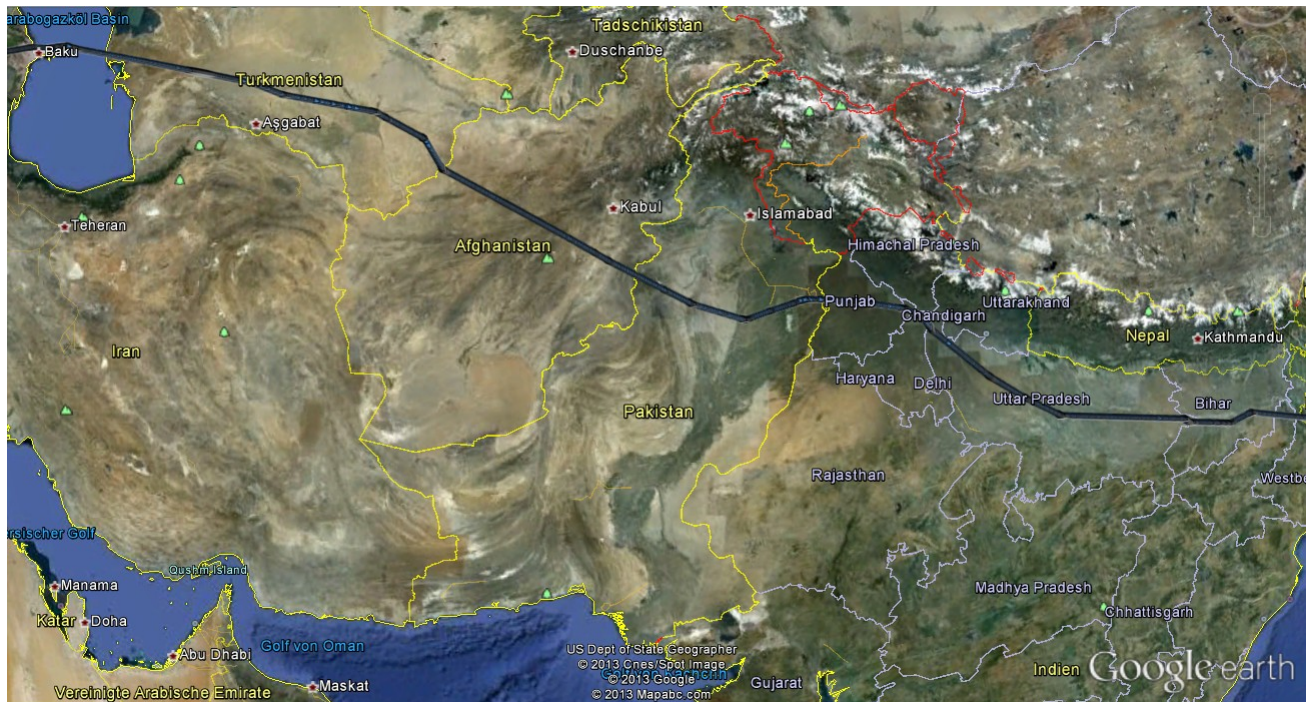 arabogazköl Basin
Tadschikistan
Baku
Duschanbe
Turkmenistan
Aşgabat
Kabul
Islamabad
Teheran
Afghanistan
Himachal Pradesh
Punjab
Uttarakhand
Chandigarh
Nepal
Kathmandu
Iran
Haryana
Delhi
Uttar Pradesh
Bihar
Pakistan
Rajasthan
Westbe
ersischer Golf
Qushm Island
Manama
Madhya Pradesh
Chhattisgarh
Katar
Doha
Golf von Oman
US Dept of State Geographer
Abu Dhabi
© 2013 Cnes/Spot Image
Indien
Google earth
© 2013 Google
Gujarat
Maskat
Vereinigte Arabische Emirate
© 2013 Mapabc.com